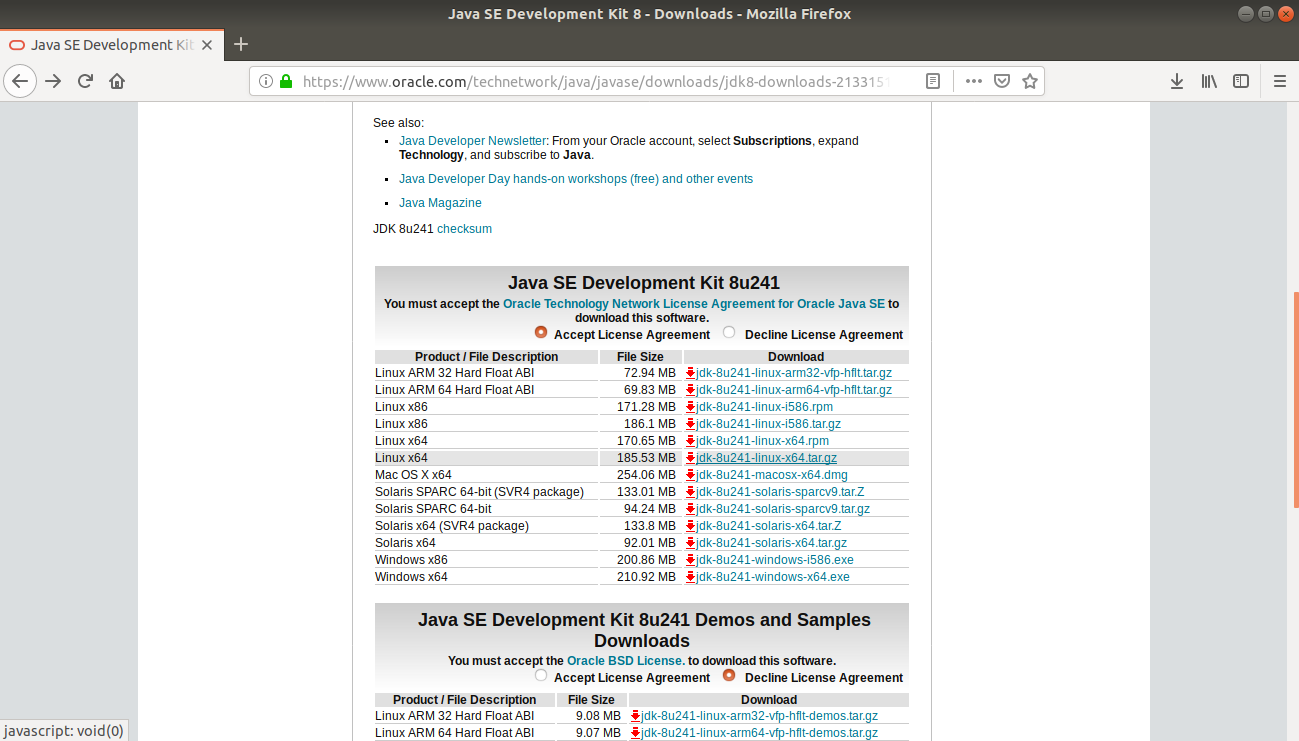 Java SE Development Kit 8 - Downloads - Mozilla Firefox
Java SE Development Kit
https://www.oracle.com/technetwork/java/javase/downloads/jdk8-downloads-2133151
See also:
Java Developer Newsletter: From your Oracle account, select Subscriptions, expand
Technology, and subscribe to Java.
Java Developer Day hands-on workshops (free) and other events
Java Magazine
JDK 8u241 checksum
Java SE Development Kit 8u241
You must accept the Oracle Technology Network License Agreement for Oracle Java SE to
download this software.
Accept License Agreement Decline License Agreement
Product / File Description File Size Download
Linux ARM 32 Hard Float ABI 72.94 MB jdk-8u241-linux-arm32-vfp-hflt.tar.gz
Linux ARM 64 Hard Float ABI 69.83 MB jdk-8u241-linux-arm64-vfp-hflt.tar.gz
Linux x86 171.28 MB jdk-8u241-linux-i586.rpm
Linux x86 186.1 MB jdk-8u241-linux-i586.tar.gz
Linux x64 170.65 MB jdk-8u241-linux-x64.rpm
Linux x64 185.53 MB jdk-8u241-linux-x64.tar.gz
Mac OS X x64 254.06 MB jdk-8u241-macosx-x64.dmg
Solaris SPARC 64-bit (SVR4 package) 133.01 MB jdk-8u241-solaris-sparcv9.tar.Z
Solaris SPARC 64-bit 94.24 MB jdk-8u241-solaris-sparcv9.tar.gz
Solaris x64 (SVR4 package) 133.8 MB jdk-8u241-solaris-x64.tar.Z
Solaris x64 92.01 MB jdk-8u241-solaris-x64.tar.gz
Windows x86 200.86 MB jdk-8u241-windows-i586.exe
Windows x64 210.92 MB jdk-8u241-windows-x64.exe
Java SE Development Kit 8u241 Demos and Samples
Downloads
You must accept the Oracle BSD License. to download this software.
Accept License Agreement Decline License Agreement
Product / File Description File Size Download
Linux ARM 32 Hard Float ABI 9.08 MB jdk-8u241-linux-arm32-vfp-hflt-demos.tar.gz
Linux ARM 64 Hard Float ABI 9.07 MB jdk-8u241-linux-arm64-vfp-hflt-demos.tar.gz
javascript: void(0)